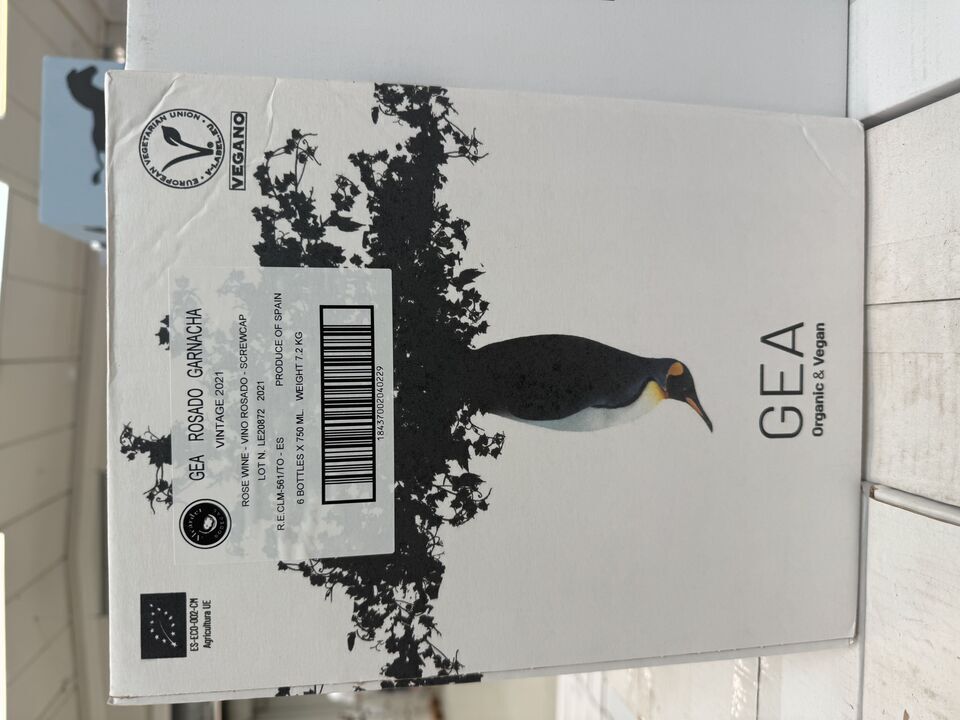 GEA
Organic & Vegan
GEA ROSADO GARNACHA
VINTAGE 2021
ROSE WINE - VINO ROSADO - SCREWCAP
LOT N. LE20872 2021
R.E.CLM-561/TO - ES PRODUCE OF SPAIN
6 BOTTLES X 750 ML. WEIGHT 7.2 KG
18437002040229
ES-ECO-002-CM
Agricultura UE
EUROPEAN VEGETARIAN UNION • V-LABEL.EU •
VEGANO